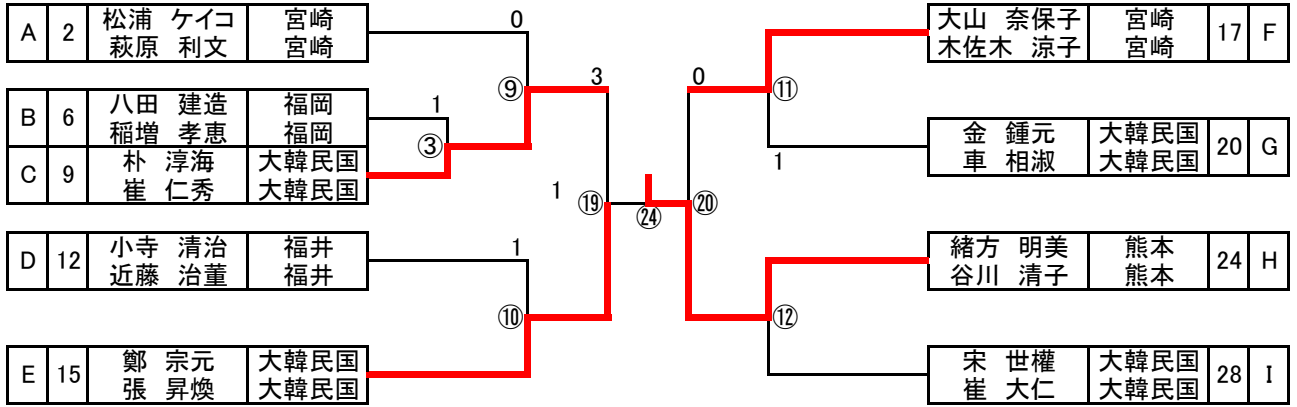 A 2 松浦 ケイコ 宮崎
萩原 利文 宮崎
0
大山 奈保子 宮崎 17 F
木佐木 涼子 宮崎
⑨ 3 0 ⑪
B 6 八田 建造 福岡
稲増 孝恵 福岡
1
③
C 9 朴 淳海 大韓民国
崔 仁秀 大韓民国
金 鍾元 大韓民国 20 G
車 相淑 大韓民国
1
1 ⑲ ㉔ ⑳
D 12 小寺 清治 福井
近藤 治董 福井
1
緒方 明美 熊本 24 H
谷川 清子 熊本
⑩ ⑫
E 15 鄭 宗元 大韓民国
張 昇煥 大韓民国
宋 世權 大韓民国 28 I
崔 大仁 大韓民国